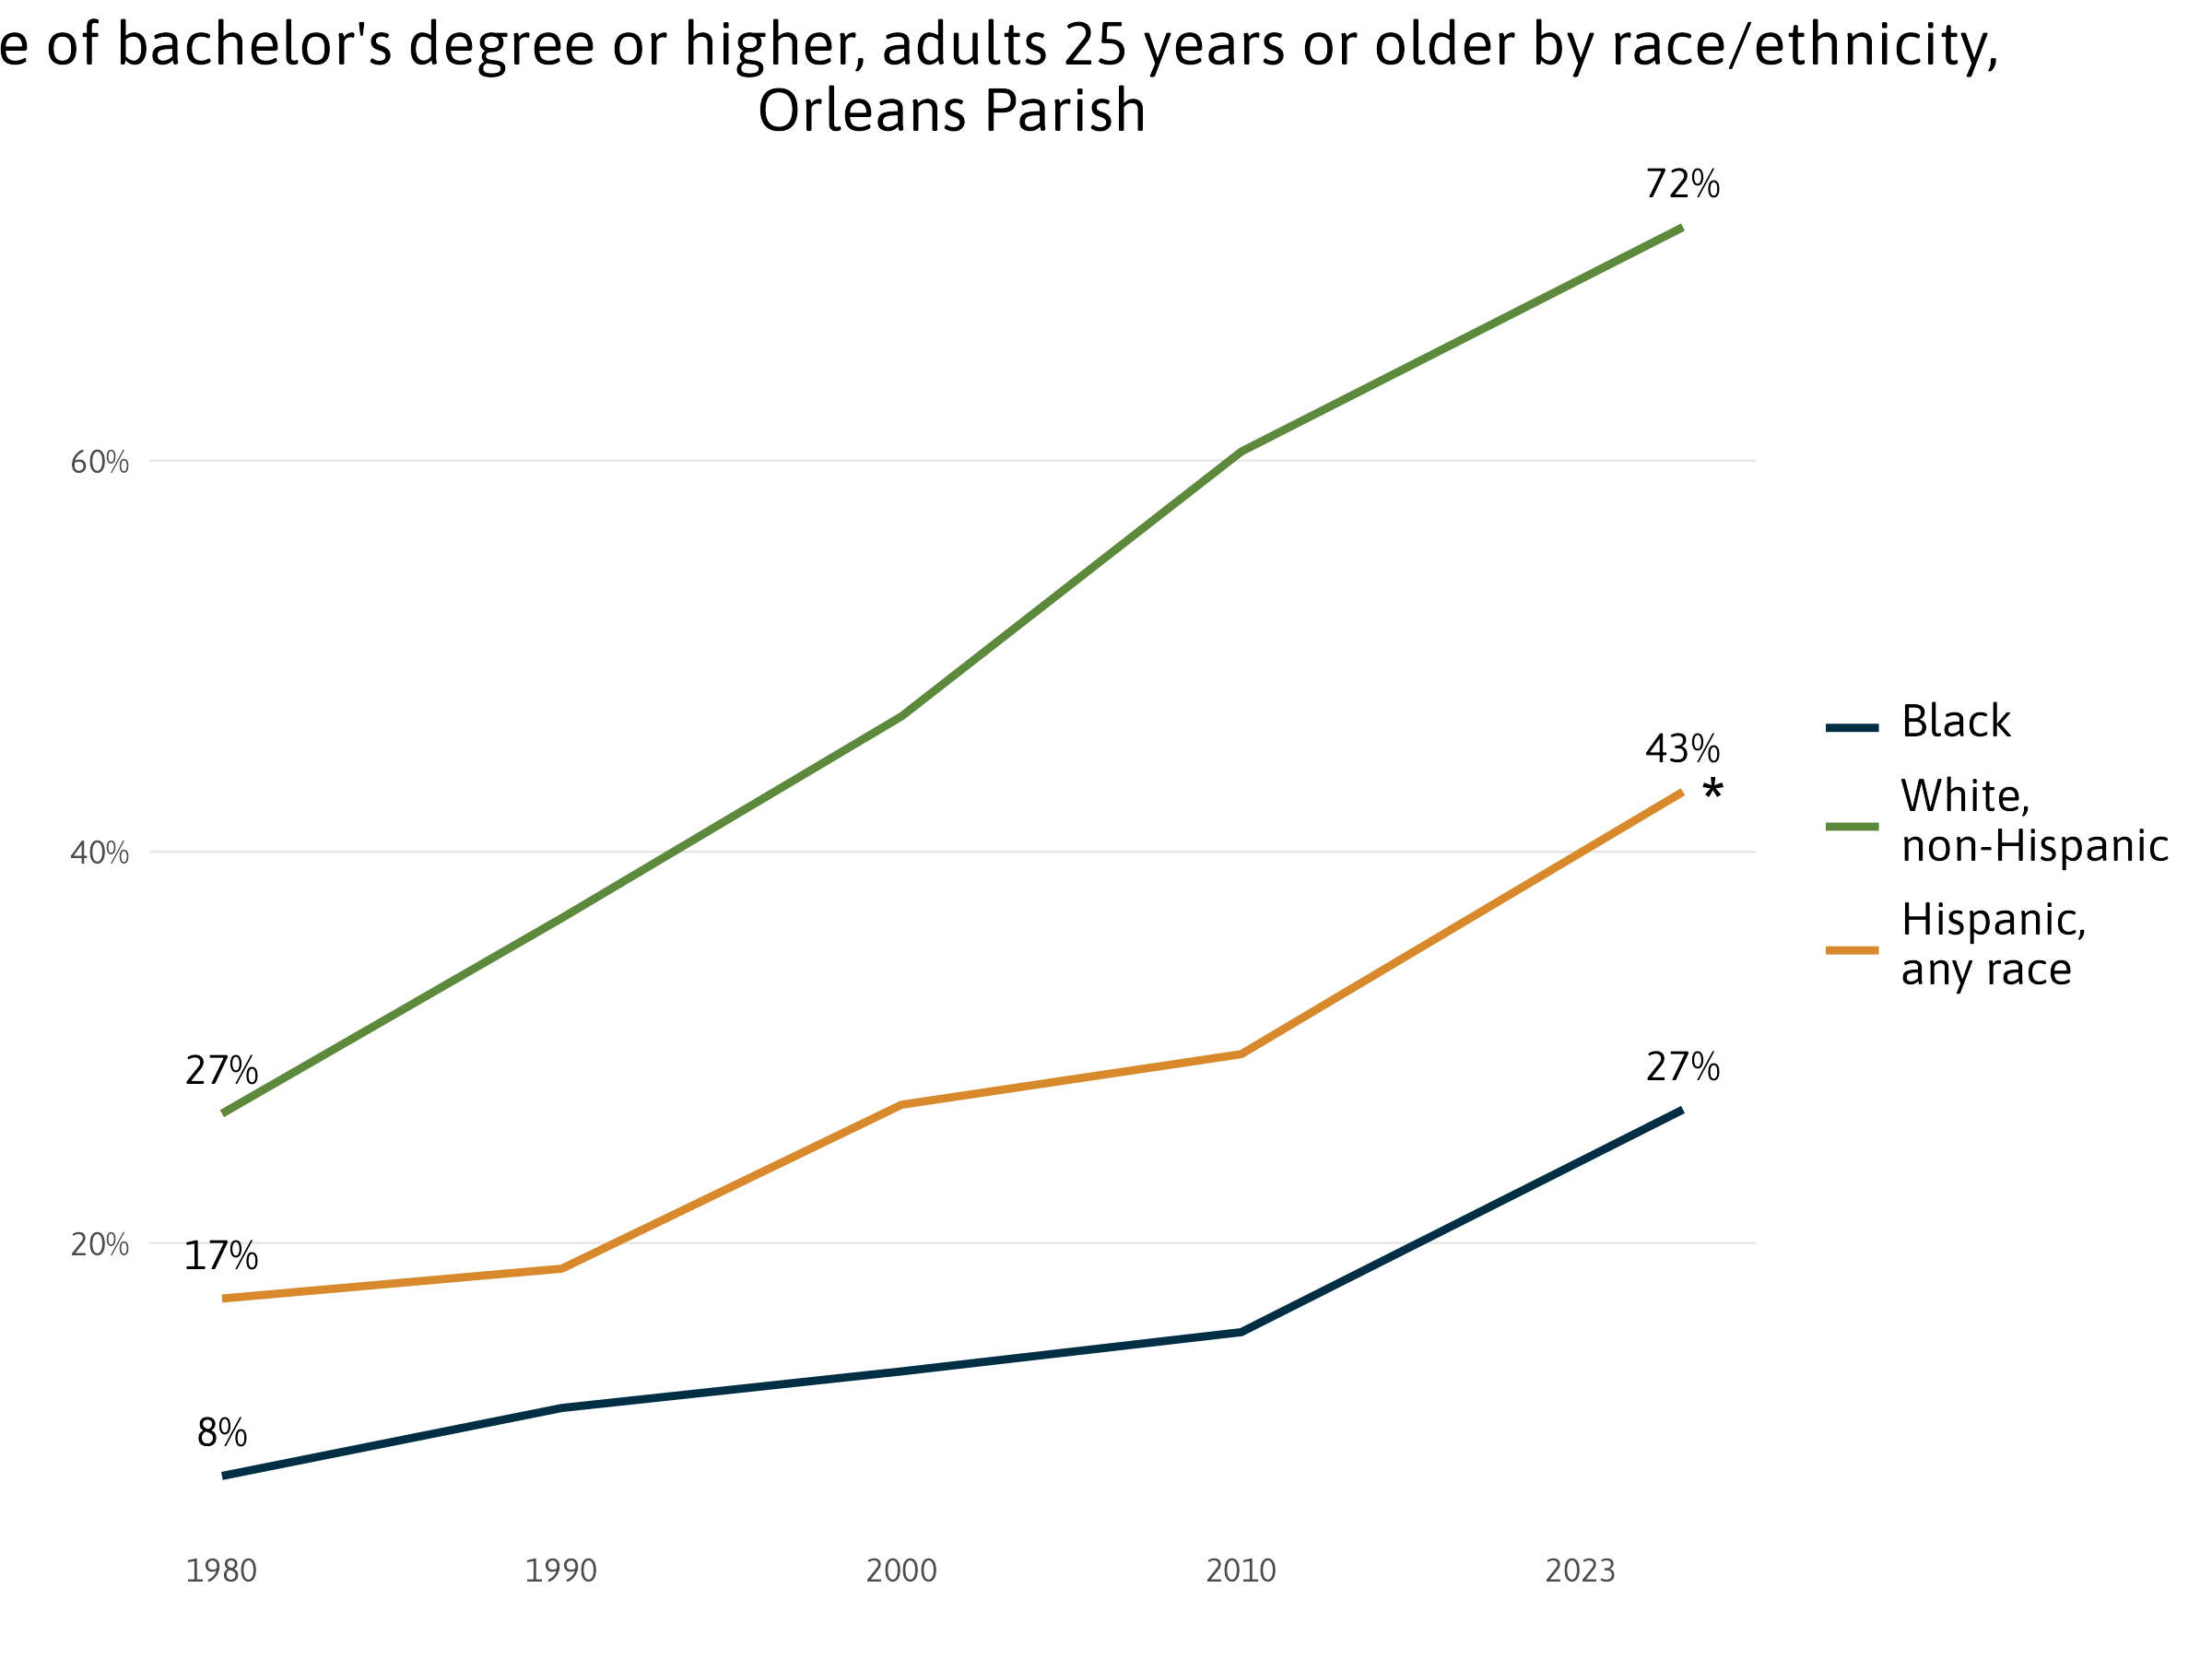 of bachelor's degree or higher, adults 25 years or older by race/ethnicity,
Orleans Parish
72%
60%
43%
*
40%
27%
27%
20%
17%
8%
1980 1990 2000 2010 2023
Black
White,
non-Hispanic
Hispanic,
any race